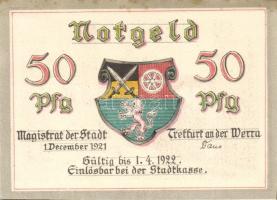 Notgeld
50 50
Pfg Pfg
Magistrat der Stadt Treffurt an der Werra
1. December 1921
Gültig bis 1. 4. 1922.
Einlösbar bei der Stadtkasse.